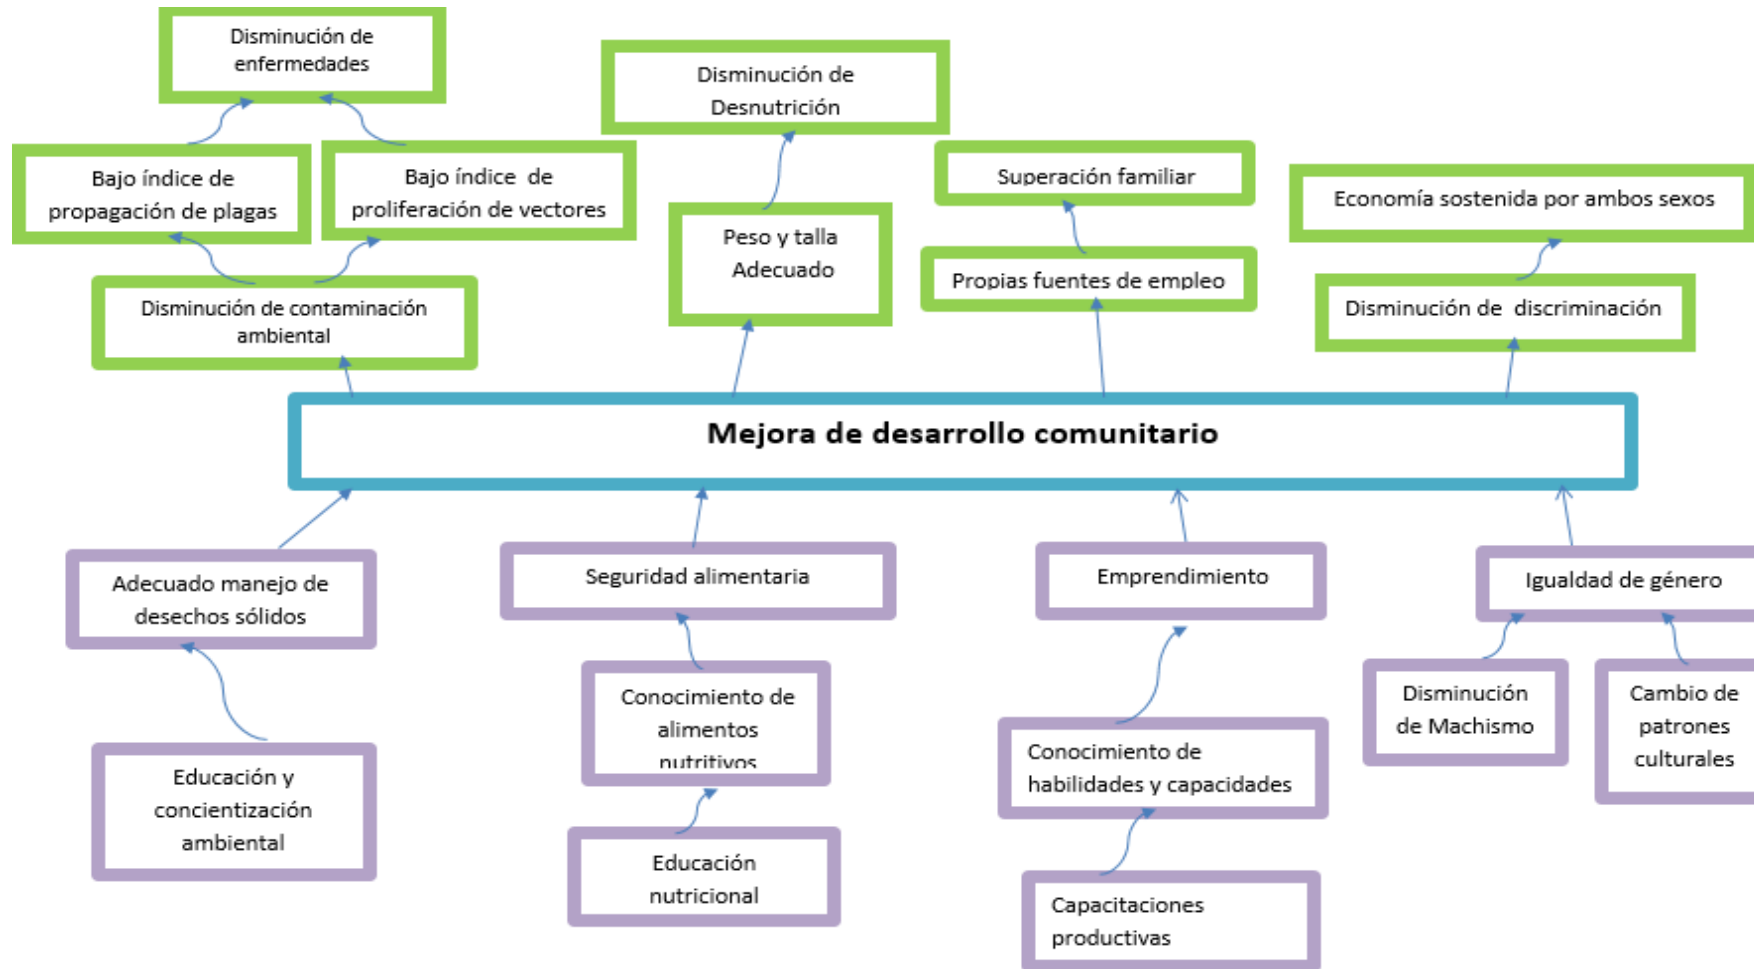 Disminución de
enfermedades
Disminución de
Desnutrición
Bajo índice de
propagación de plagas
Bajo índice  de
proliferación de vectores
Superación familiar
Economía sostenida por ambos sexos
Peso y talla
Adecuado
Propias fuentes de empleo
Disminución de contaminación
ambiental
Disminución de  discriminación
Mejora de desarrollo comunitario
Adecuado manejo de
desechos sólidos
Seguridad alimentaria
Emprendimiento
Igualdad de género
Conocimiento de
alimentos
nutritivos
Disminución
de Machismo
Cambio de
patrones
culturales
Educación y
concientización
ambiental
Conocimiento de
habilidades y capacidades
Educación
nutricional
Capacitaciones
productivas